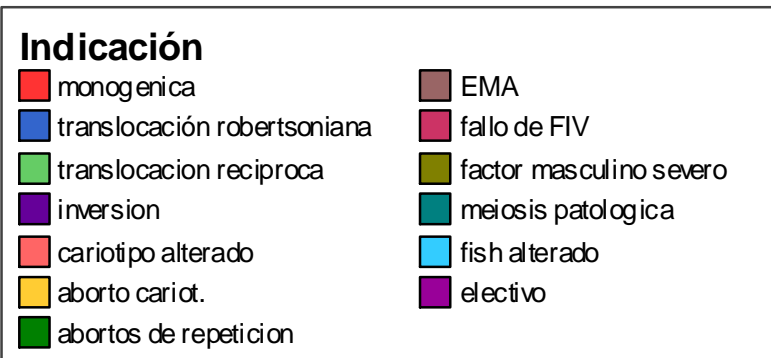 Indicación
monogenica
translocación robertsoniana
translocacion reciproca
inversion
cariotipo alterado
aborto cariot.
abortos de repeticion
EMA
fallo de FIV
factor masculino severo
meiosis patologica
fish alterado
electivo